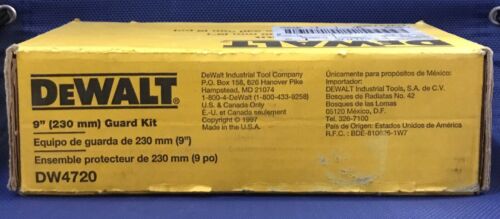 DEWALT
DEWALT®
9" (230 mm) Guard Kit
Equipo de guarda de 230 mm (9")
Ensemble protecteur de 230 mm (9 po)
DW4720
DeWalt Industrial Tool Company
P.O. Box 158, 626 Hanover Pike
Hampstead, MD 21074
1-800-4-DeWalt (1-800-433-9258)
U.S. & Canada Only
E.-U. et Canada seulement
Made in U.S.A.
Copyright © 1997
Únicamente para propósitos de México:
Importador:
DEWALT Industrial Tools, S.A. de C.V.
Bosques de Radiatas No. 42
Bosques de las Lomas
05120 México, D.F.
Tel. 326-7100
País de Origen: Estados Unidos de América
R.F.C.: BDE-810626-1W7